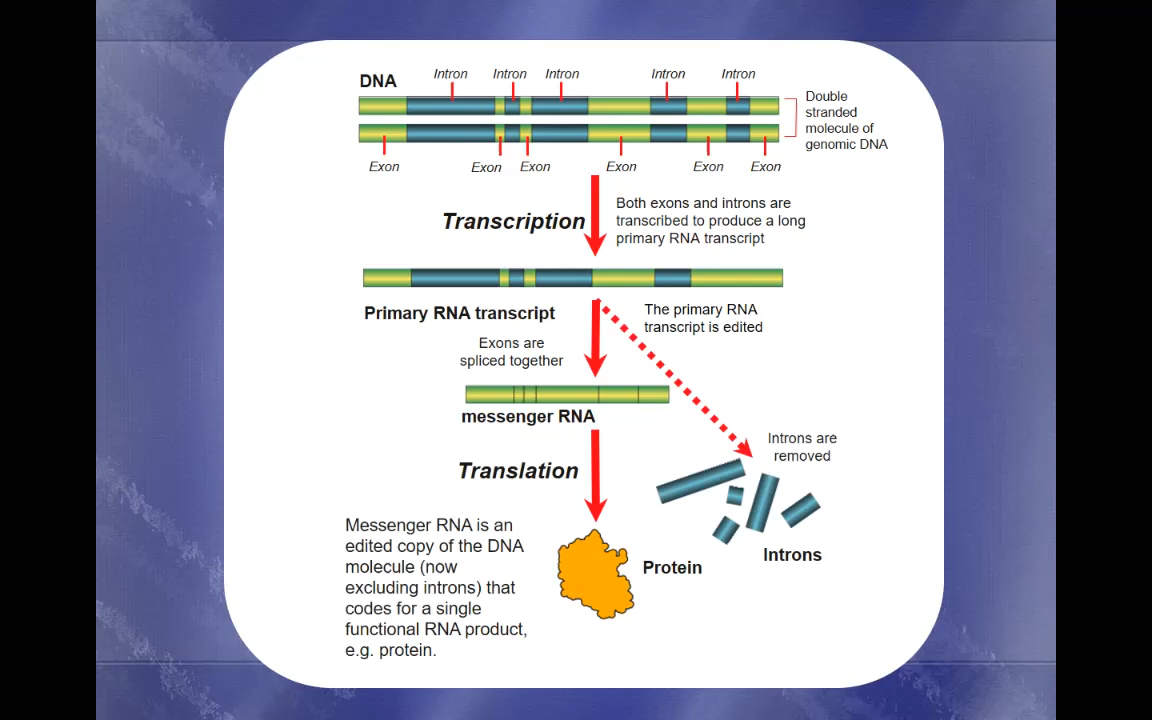 Intron Intron Intron Intron Intron
DNA
Double
stranded
molecule of
genomic DNA
Exon Exon Exon Exon Exon Exon
Transcription
Both exons and introns are
transcribed to produce a long
primary RNA transcript
Primary RNA transcript
The primary RNA
transcript is edited
Exons are
spliced together
messenger RNA
Introns are
removed
Translation
Introns
Protein
Messenger RNA is an
edited copy of the DNA
molecule (now
excluding introns) that
codes for a single
functional RNA product,
e.g. protein.